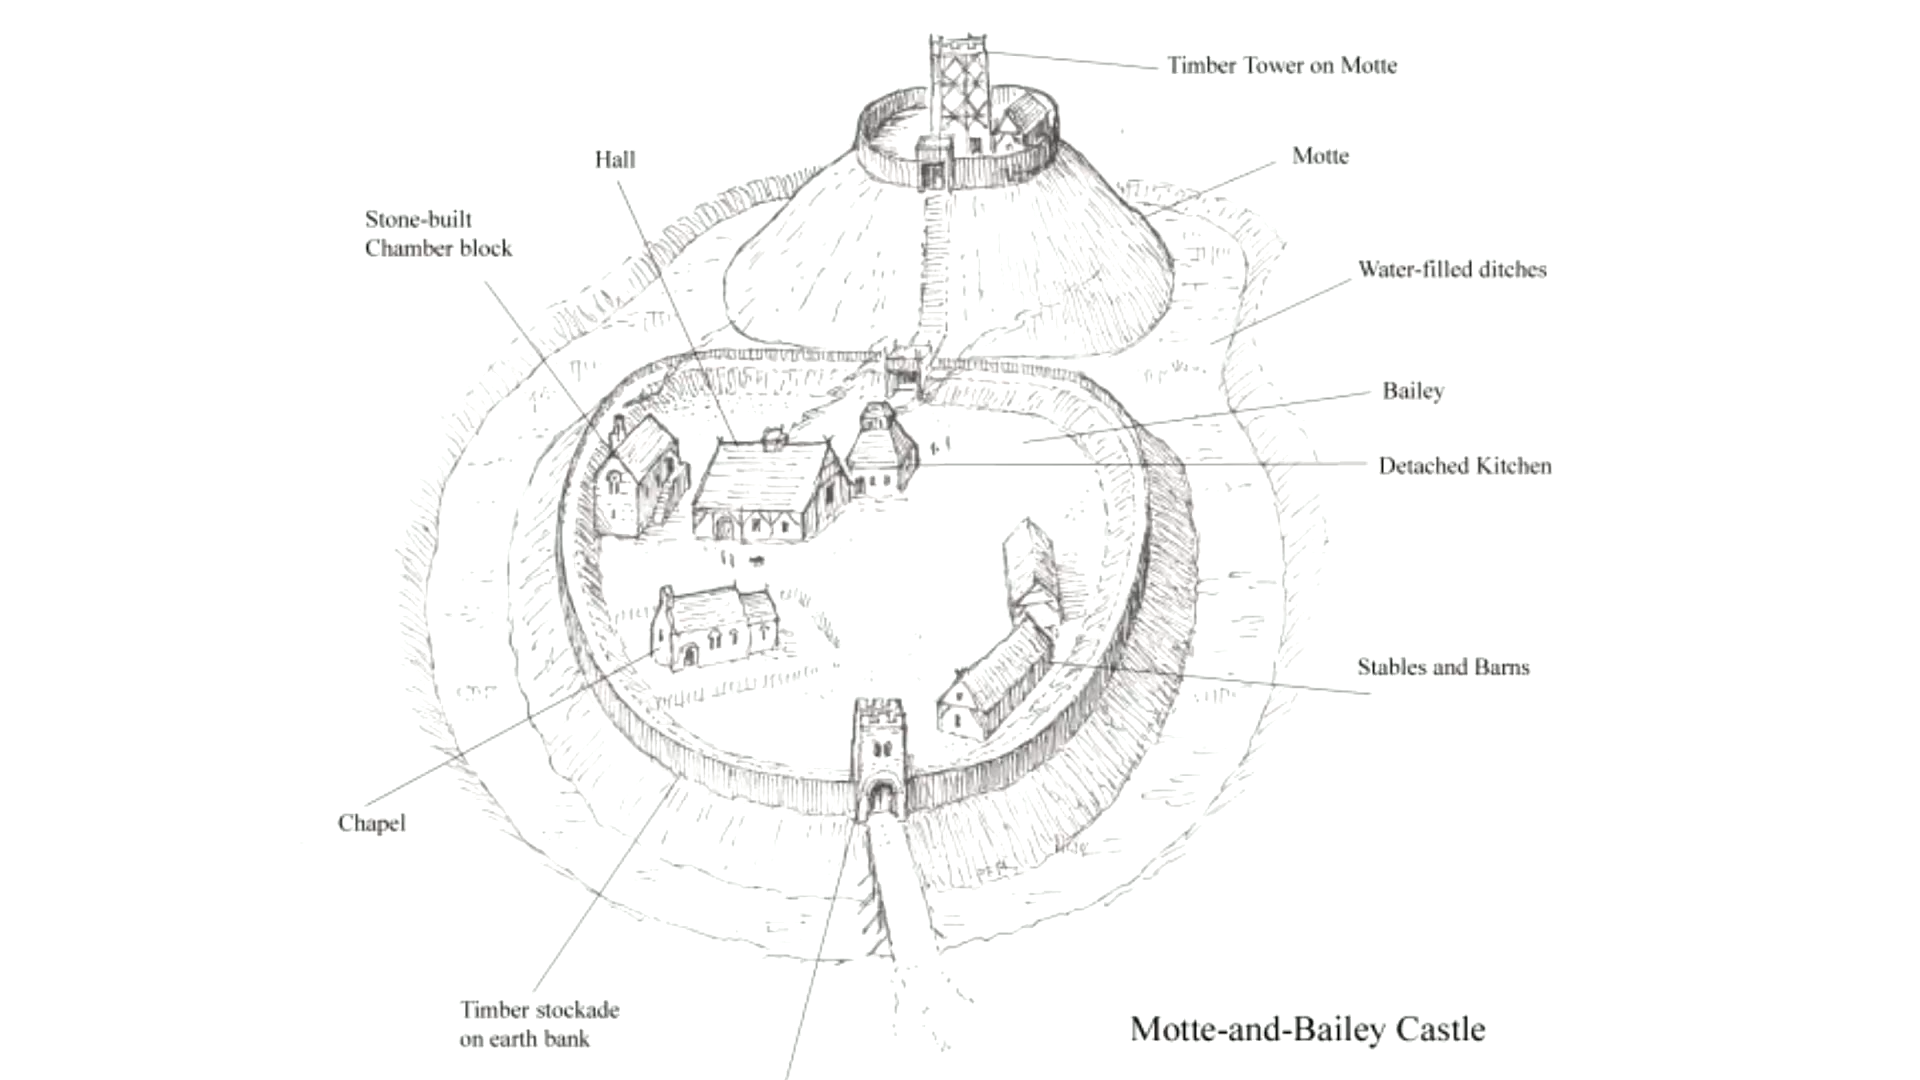 Timber Tower on Motte
Hall
Motte
Stone-built
Chamber block
Water-filled ditches
Bailey
Detached Kitchen
Stables and Barns
Chapel
Timber stockade
on earth bank
Motte-and-Bailey Castle